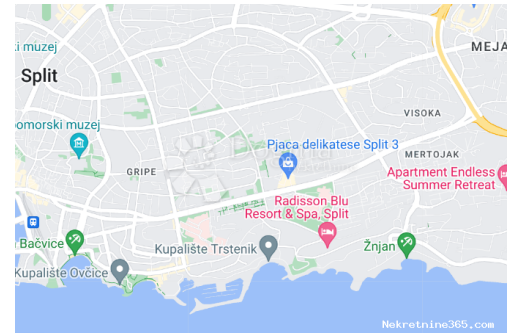 ki muzej
MEJA
Split
VISOKA
pomorski muzej
Pjaca delikatese Split 3
MERTOJAK
GRIPE
Apartment Endless
Summer Retreat
Radisson Blu
Resort & Spa, Split
Bačvice
Kupalište Trstenik
Žnjan
Kupalište Ovčice
Nekretnine365.com